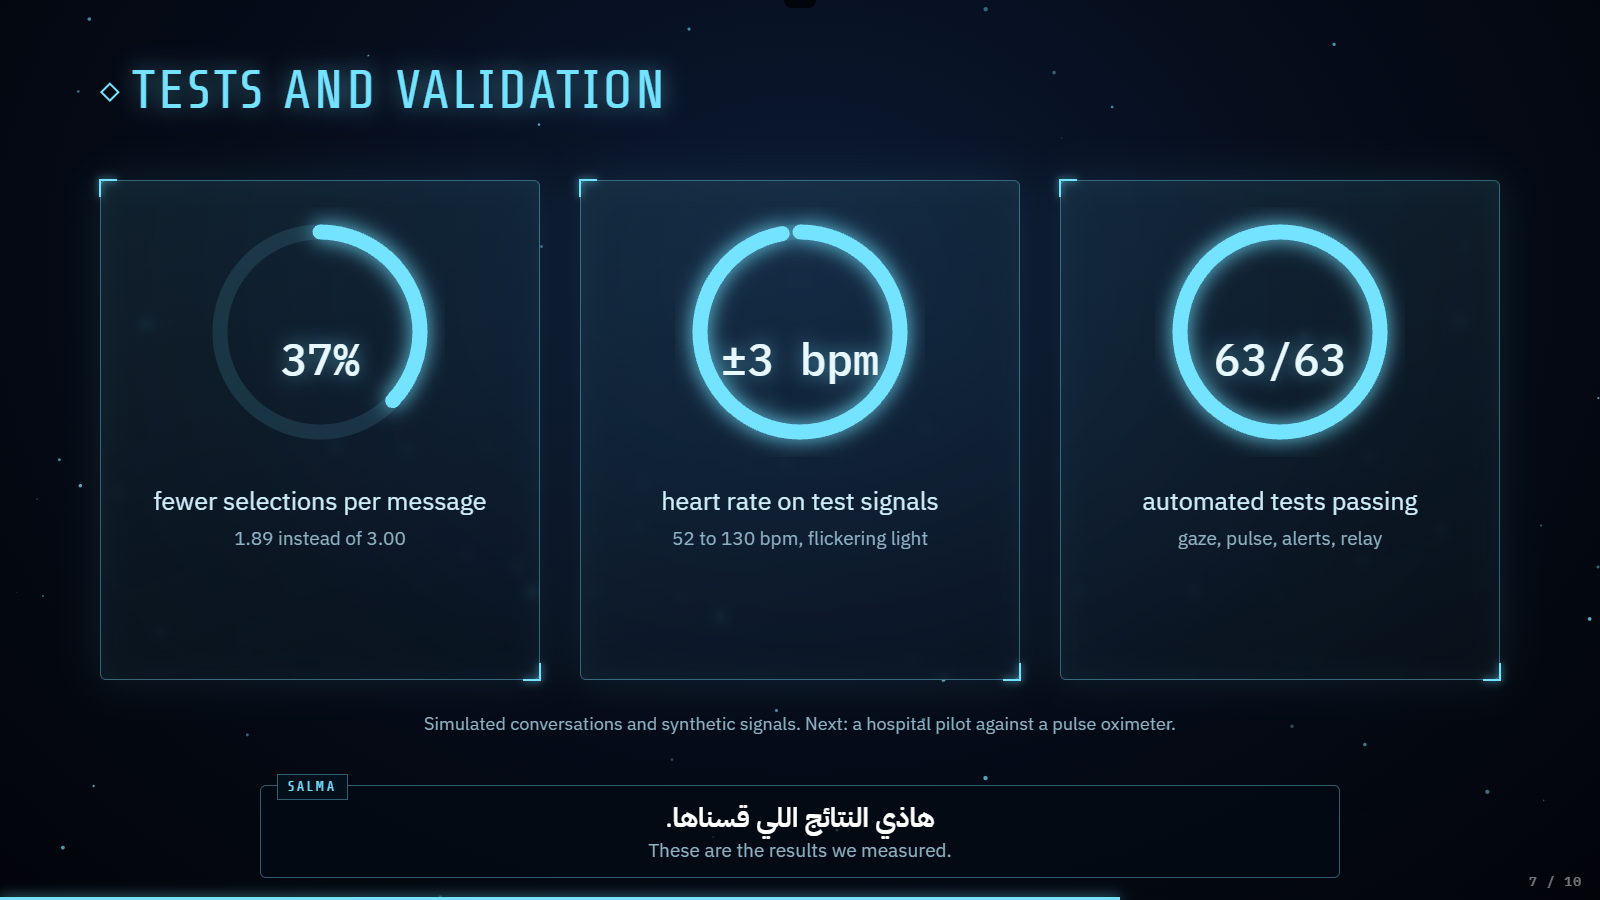 TESTS AND VALIDATION
37%
fewer selections per message
1.89 instead of 3.00
±3 bpm
heart rate on test signals
52 to 130 bpm, flickering light
63/63
automated tests passing
gaze, pulse, alerts, relay
Simulated conversations and synthetic signals. Next: a hospital pilot against a pulse oximeter.
SALMA
هاذي النتائج اللي قسناها.
These are the results we measured.
7 / 10